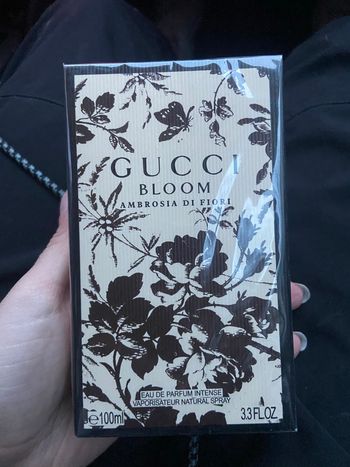 GUCCI
BLOOM
AMBROSIA DI FIORI
EAU DE PARFUM INTENSE
VAPORISATEUR NATURAL SPRAY
℮100ml 3.3 FL.OZ